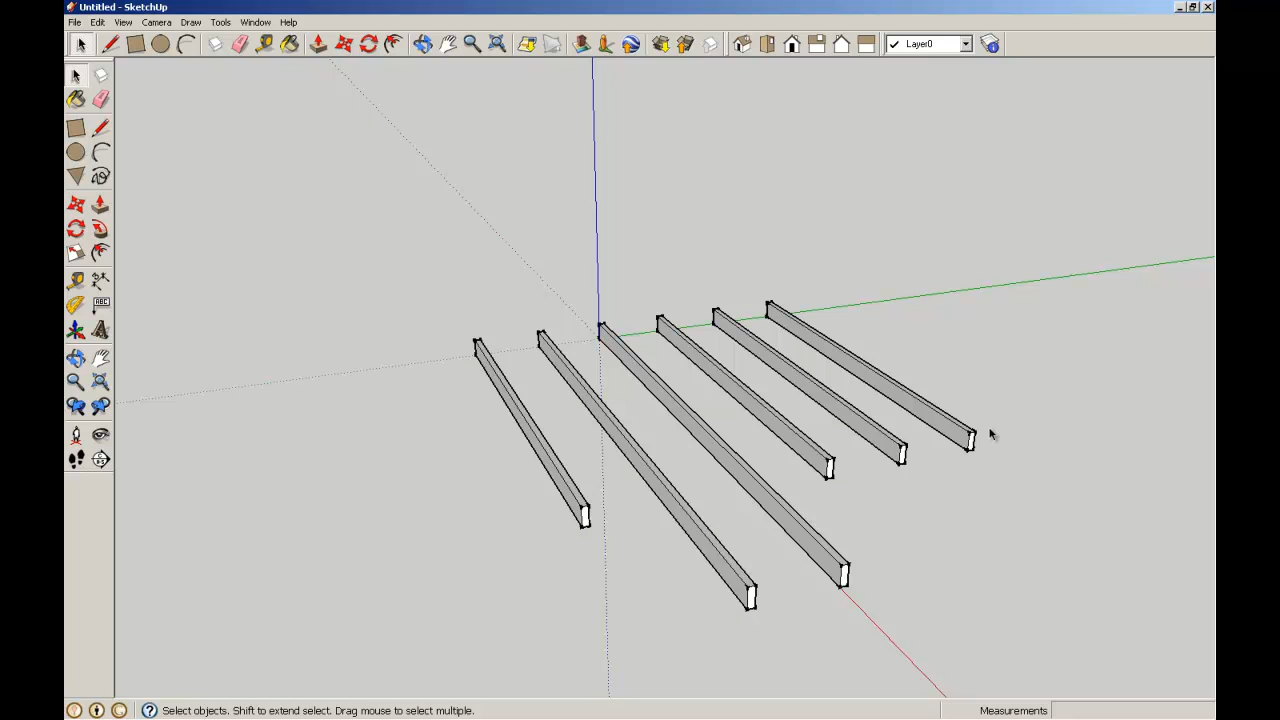 Untitled - SketchUp
File Edit View Camera Draw Tools Window Help
Layer0
ABC
Select objects. Shift to extend select. Drag mouse to select multiple. Measurements